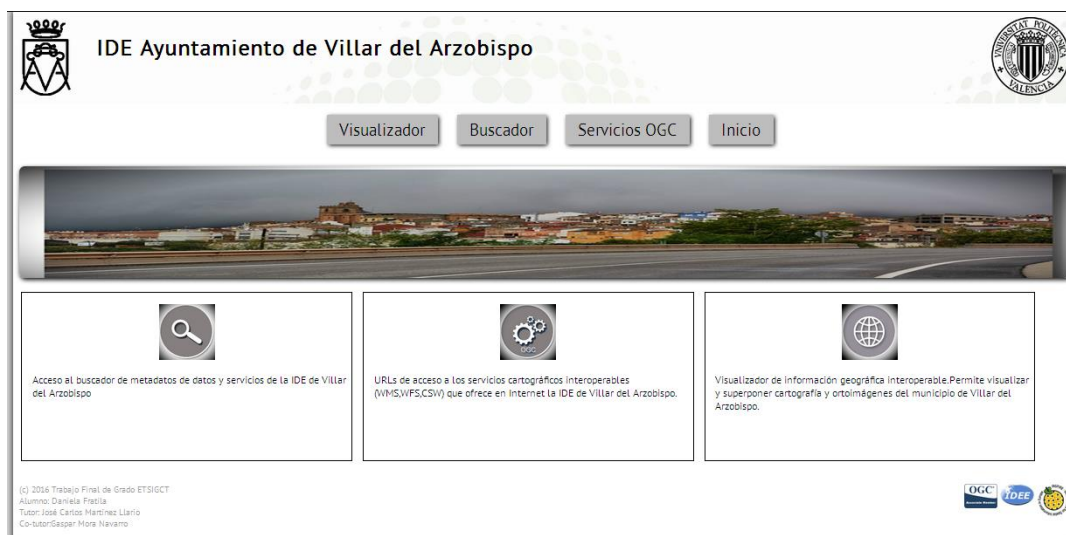 IDE Ayuntamiento de Villar del Arzobispo
Visualizador
Buscador
Servicios OGC
Inicio
OGC
Acceso al buscador de metadatos de datos y servicios de la IDE de Villar
del Arzobispo
URLs de acceso a los servicios cartográficos interoperables
(WMS,WFS,CSW) que ofrece en Internet la IDE de Villar del Arzobispo.
Visualizador de información geográfica interoperable.Permite visualizar
y superponer cartografía y ortoimágenes del municipio de Villar del
Arzobispo.
(c) 2016 Trabajo Final de Grado ETSIGCT
Alumno: Daniela Fratila
Tutor: José Carlos Martínez Llario
Co-tutor:Gaspar Mora Navarro
OGC
IDEE